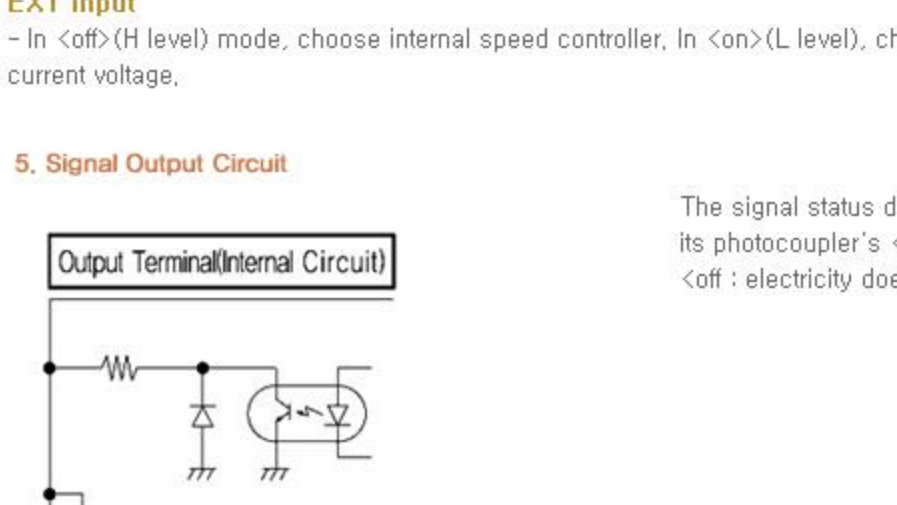 EXT Input
- In <off>(H level) mode, choose internal speed controller. In <on>(L level), ch
current voltage.
5. Signal Output Circuit
The signal status d
its photocoupler's <
<off : electricity doe
Output Terminal(Internal Circuit)